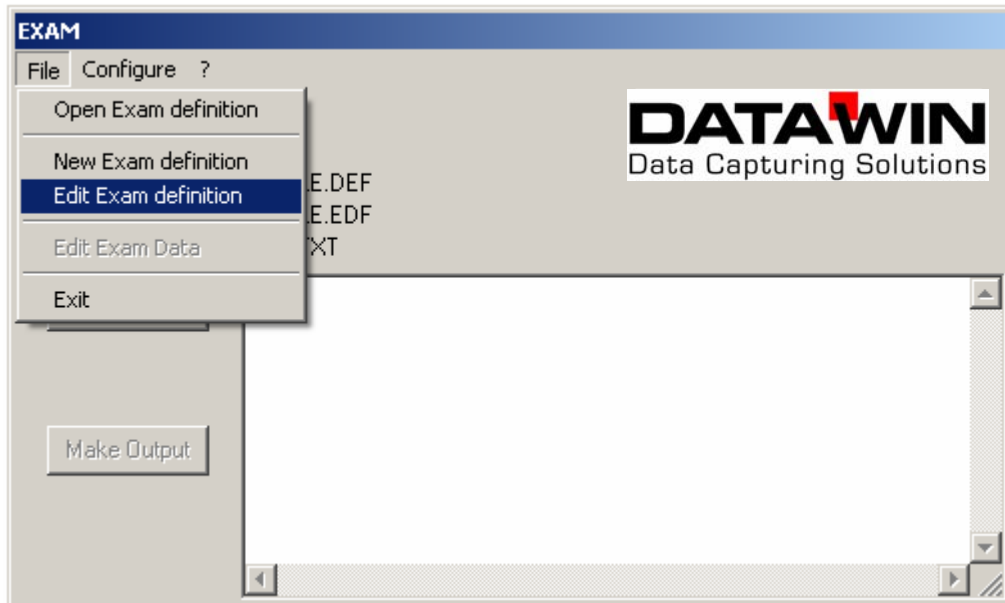 EXAM
File Configure ?
Open Exam definition
New Exam definition
Edit Exam definition
Edit Exam Data
Exit
DATAWIN
Data Capturing Solutions
E.DEF
E.EDF
XT
Make Output